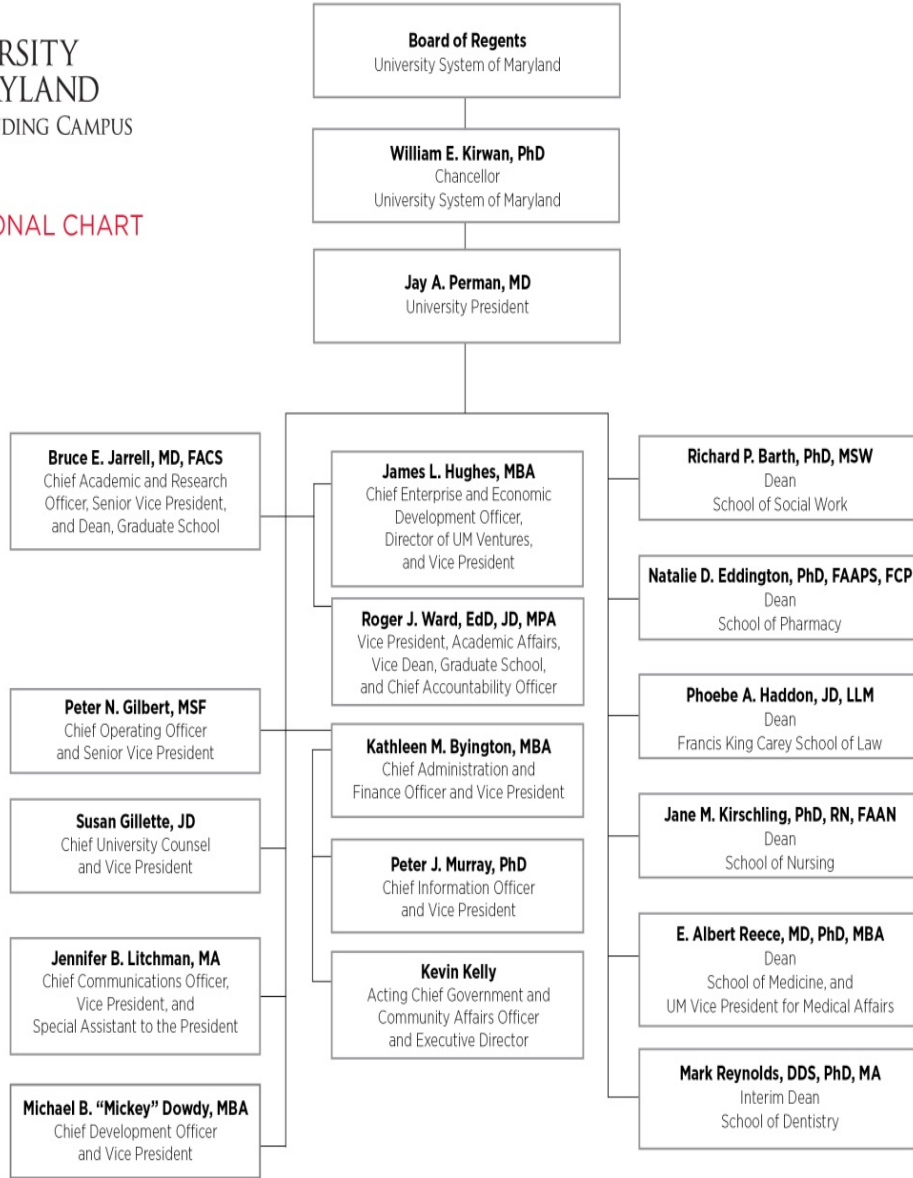 RSITY
YLAND
DING CAMPUS
ONAL CHART
Board of Regents
University System of Maryland
William E. Kirwan, PhD
Chancellor
University System of Maryland
Jay A. Perman, MD
University President
Bruce E. Jarrell, MD, FACS
Chief Academic and Research
Officer, Senior Vice President,
and Dean, Graduate School
James L. Hughes, MBA
Chief Enterprise and Economic
Development Officer,
Director of UM Ventures,
and Vice President
Roger J. Ward, EdD, JD, MPA
Vice President, Academic Affairs,
Vice Dean, Graduate School,
and Chief Accountability Officer
Peter N. Gilbert, MSF
Chief Operating Officer
and Senior Vice President
Kathleen M. Byington, MBA
Chief Administration and
Finance Officer and Vice President
Peter J. Murray, PhD
Chief Information Officer
and Vice President
Kevin Kelly
Acting Chief Government and
Community Affairs Officer
and Executive Director
Susan Gillette, JD
Chief University Counsel
and Vice President
Jennifer B. Litchman, MA
Chief Communications Officer,
Vice President, and
Special Assistant to the President
Michael B. “Mickey” Dowdy, MBA
Chief Development Officer
and Vice President
Richard P. Barth, PhD, MSW
Dean
School of Social Work
Natalie D. Eddington, PhD, FAAPS, FCP
Dean
School of Pharmacy
Phoebe A. Haddon, JD, LLM
Dean
Francis King Carey School of Law
Jane M. Kirschling, PhD, RN, FAAN
Dean
School of Nursing
E. Albert Reece, MD, PhD, MBA
Dean
School of Medicine, and
UM Vice President for Medical Affairs
Mark Reynolds, DDS, PhD, MA
Interim Dean
School of Dentistry